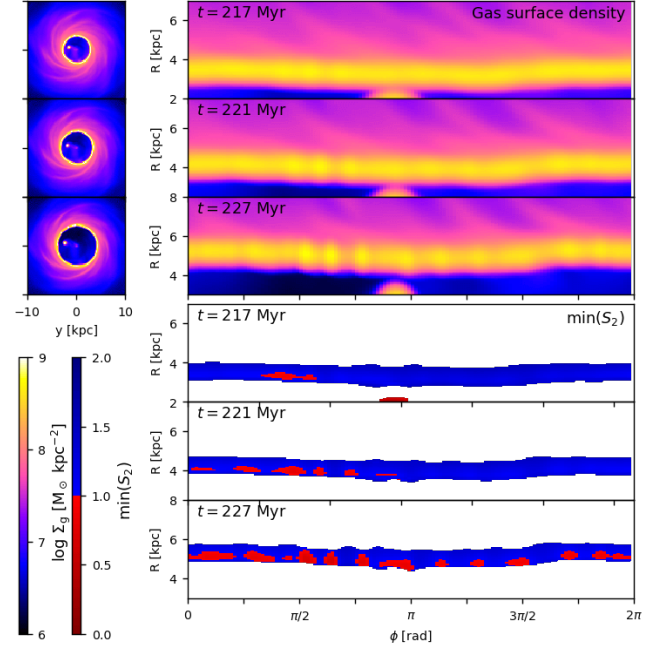 t = 217 Myr
Gas surface density
R [kpc]
6
4
2
t = 221 Myr
R [kpc]
6
4
8
t = 227 Myr
R [kpc]
6
4
−10 0 10
y [kpc]
t = 217 Myr
min(S₂)
R [kpc]
6
4
2
t = 221 Myr
R [kpc]
6
4
8
t = 227 Myr
R [kpc]
6
4
0 π/2 π 3π/2 2π
ϕ [rad]
9
8
7
6
log Σg [M⊙ kpc⁻²]
2.0
1.5
1.0
0.5
0.0
min(S₂)